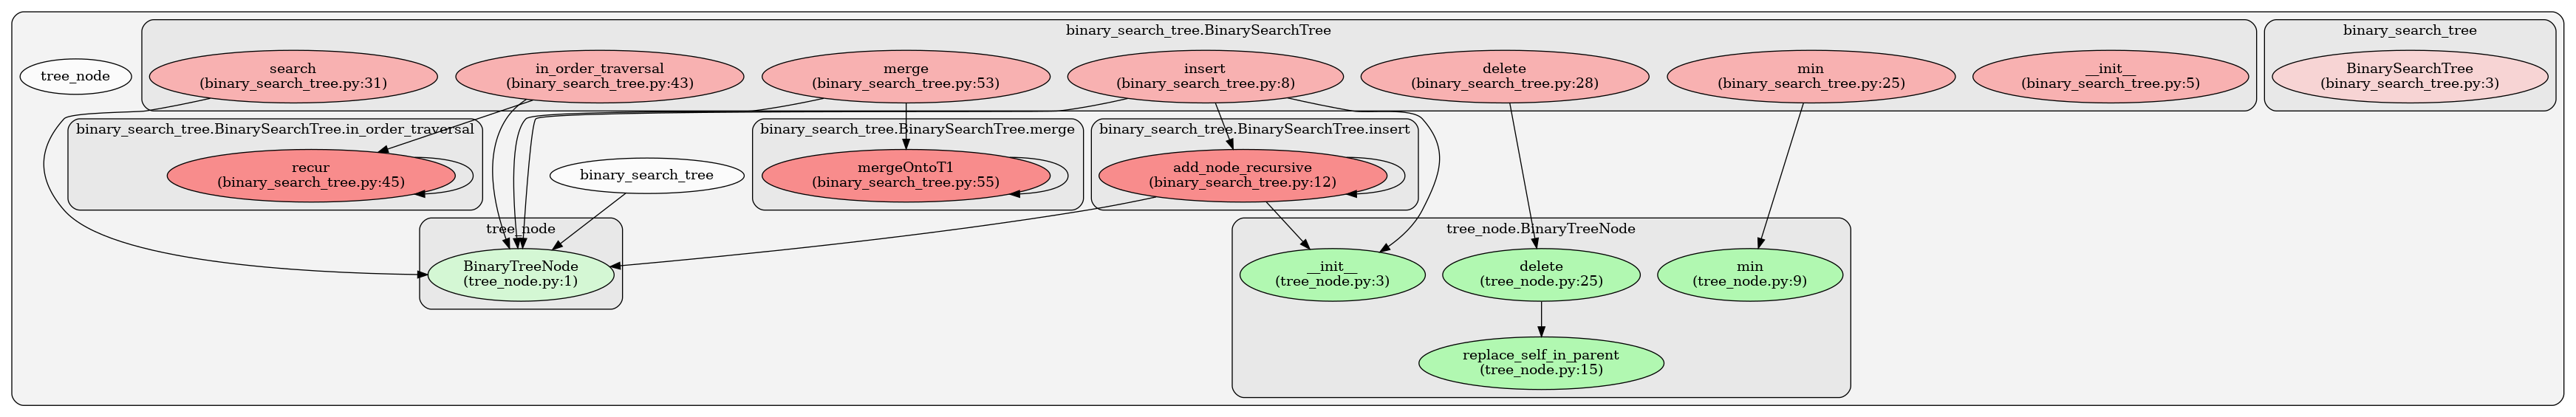 binary_search_tree.BinarySearchTree
binary_search_tree
tree_node
search
(binary_search_tree.py:31)
in_order_traversal
(binary_search_tree.py:43)
merge
(binary_search_tree.py:53)
insert
(binary_search_tree.py:8)
delete
(binary_search_tree.py:28)
min
(binary_search_tree.py:25)
__init__
(binary_search_tree.py:5)
BinarySearchTree
(binary_search_tree.py:3)
binary_search_tree.BinarySearchTree.in_order_traversal
binary_search_tree.BinarySearchTree.merge
binary_search_tree.BinarySearchTree.insert
recur
(binary_search_tree.py:45)
binary_search_tree
mergeOntoT1
(binary_search_tree.py:55)
add_node_recursive
(binary_search_tree.py:12)
tree_node
tree_node.BinaryTreeNode
BinaryTreeNode
(tree_node.py:1)
__init__
(tree_node.py:3)
delete
(tree_node.py:25)
min
(tree_node.py:9)
replace_self_in_parent
(tree_node.py:15)